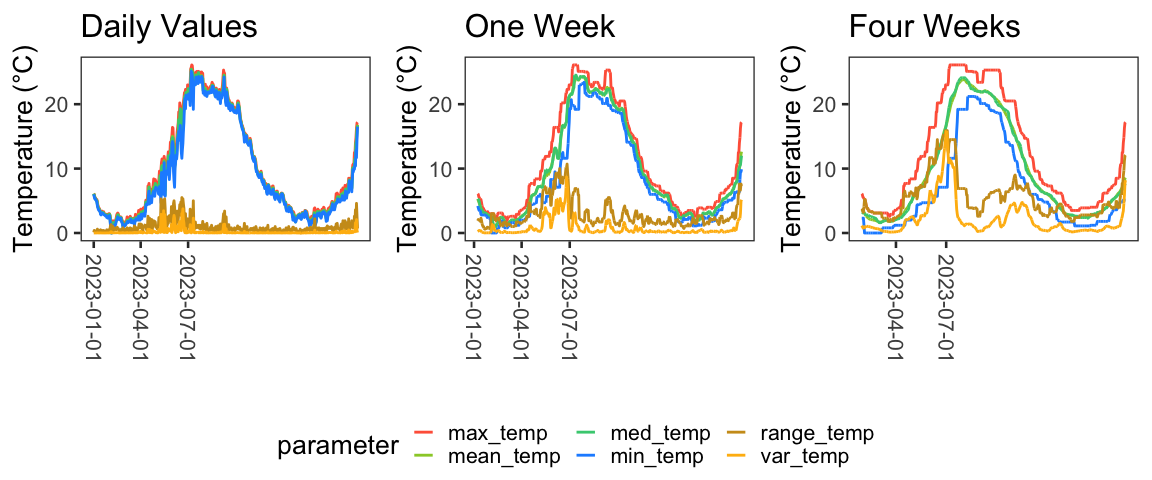 Daily Values
One Week
Four Weeks
Temperature (°C)
20
10
0
2023-01-01
2023-04-01
2023-07-01
Temperature (°C)
20
10
0
2023-01-01
2023-04-01
2023-07-01
Temperature (°C)
20
10
0
2023-04-01
2023-07-01
parameter
max_temp
mean_temp
med_temp
min_temp
range_temp
var_temp